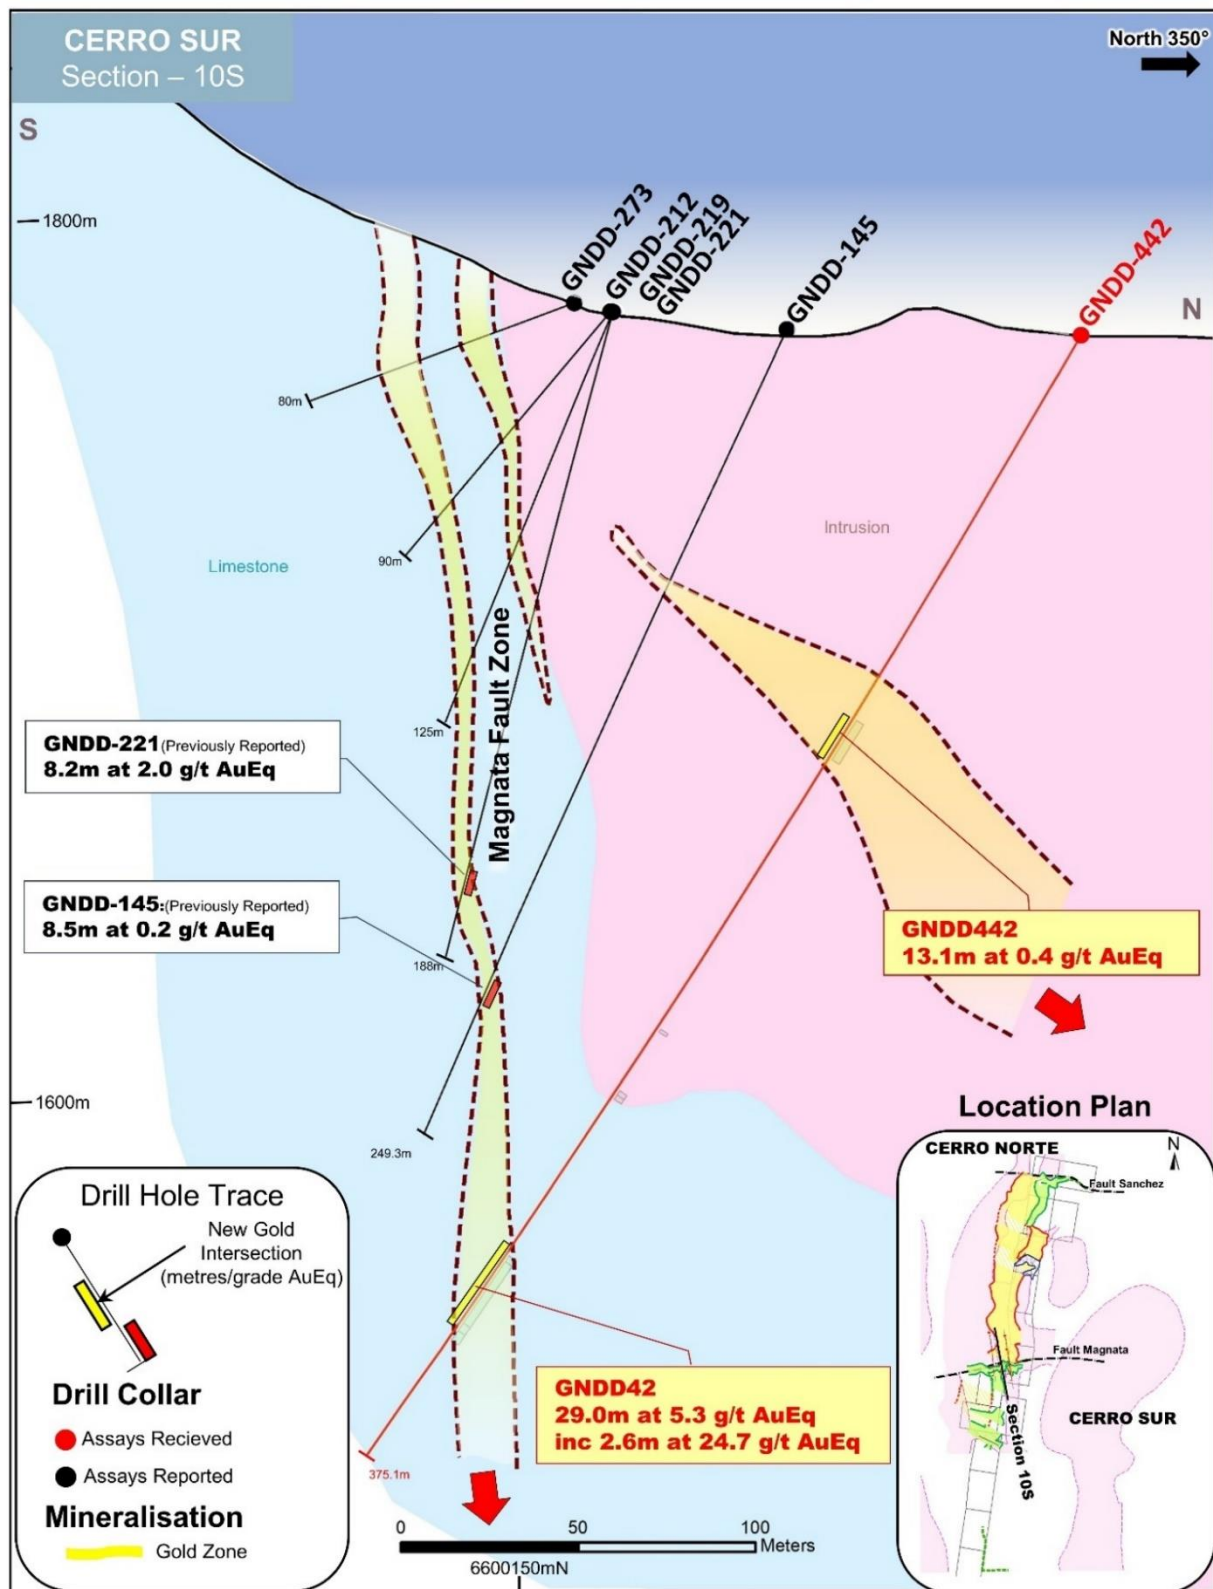 CERRO SUR
Section – 10S
North 350°
S
1800m
GNDD-273
GNDD-212
GNDD-219
GNDD-221
GNDD-145
GNDD-442
N
80m
90m
Limestone
Intrusion
Magnata Fault Zone
125m
GNDD-221(Previously Reported)
8.2m at 2.0 g/t AuEq
GNDD-145:(Previously Reported)
8.5m at 0.2 g/t AuEq
188m
GNDD442
13.1m at 0.4 g/t AuEq
1600m
249.3m
Location Plan
CERRO NORTE
N
Fault Sanchez
Fault Magnata
CERRO SUR
Section 10S
Drill Hole Trace
New Gold
Intersection
(metres/grade AuEq)
Drill Collar
Assays Recieved
Assays Reported
Mineralisation
Gold Zone
GNDD42
29.0m at 5.3 g/t AuEq
inc 2.6m at 24.7 g/t AuEq
375.1m
0 50 100
Meters
6600150mN